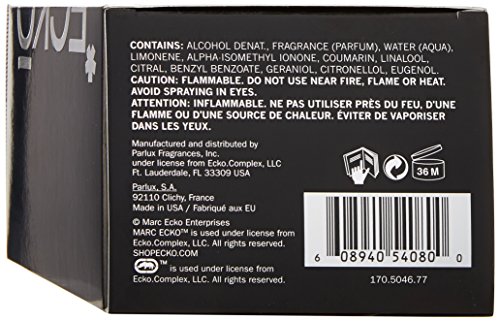 ECKO
CONTAINS: ALCOHOL DENAT., FRAGRANCE (PARFUM), WATER (AQUA),
LIMONENE, ALPHA-ISOMETHYL IONONE, COUMARIN, LINALOOL,
CITRAL, BENZYL BENZOATE, GERANIOL, CITRONELLOL, EUGENOL.
CAUTION: FLAMMABLE. DO NOT USE NEAR FIRE, FLAME OR HEAT.
AVOID SPRAYING IN EYES.
ATTENTION: INFLAMMABLE. NE PAS UTILISER PRÈS DU FEU, D'UNE
FLAMME OU D'UNE SOURCE DE CHALEUR. ÉVITER DE VAPORISER
DANS LES YEUX.
Manufactured and distributed by
Parlux Fragrances, Inc.
under license from Ecko.Complex, LLC
Ft. Lauderdale, FL 33309 USA
Parlux, S.A.
92110 Clichy, France
Made in USA / Fabriqué aux EU
© Marc Ecko Enterprises
MARC ECKO™ is used under license from
Ecko.Complex, LLC. All rights reserved.
SHOPECKO.COM
™ is used under license from
Ecko.Complex, LLC. All rights reserved.
36 M
6 08940 54080 0
170.5046.77